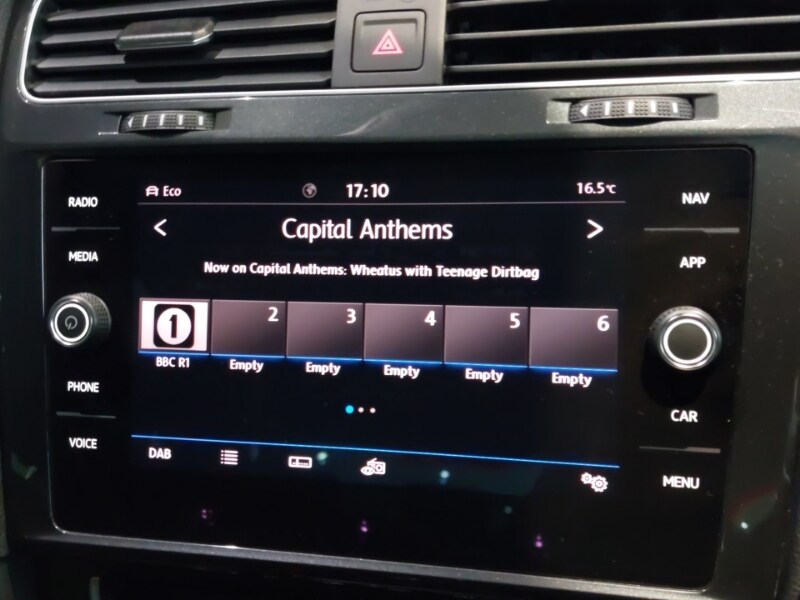 Eco 17:10 16.5°C
RADIO
NAV
< Capital Anthems >
MEDIA
APP
Now on Capital Anthems: Wheatus with Teenage Dirtbag
1 2 3 4 5 6
BBC R1 Empty Empty Empty Empty Empty
PHONE
CAR
VOICE
DAB
MENU